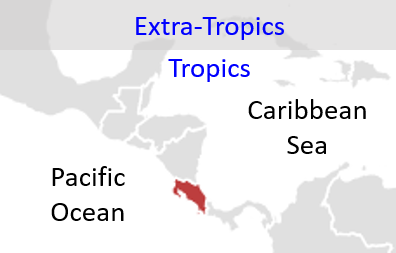 Extra-Tropics
Tropics
Caribbean
Sea
Pacific
Ocean